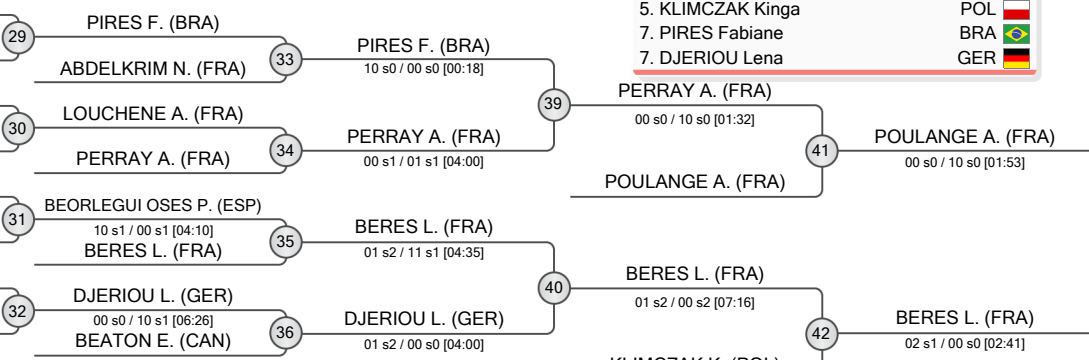 5. KLIMCZAK Kinga POL
7. PIRES Fabiane BRA
7. DJERIOU Lena GER
29
PIRES F. (BRA)
ABDELKRIM N. (FRA)
33
PIRES F. (BRA)
10 s0 / 00 s0 [00:18]
30
LOUCHENE A. (FRA)
PERRAY A. (FRA)
34
PERRAY A. (FRA)
00 s1 / 01 s1 [04:00]
39
PERRAY A. (FRA)
00 s0 / 10 s0 [01:32]
POULANGE A. (FRA)
41
POULANGE A. (FRA)
00 s0 / 10 s0 [01:53]
31
BEORLEGUI OSES P. (ESP)
10 s1 / 00 s1 [04:10]
BERES L. (FRA)
35
BERES L. (FRA)
01 s2 / 11 s1 [04:35]
32
DJERIOU L. (GER)
00 s0 / 10 s1 [06:26]
BEATON E. (CAN)
36
DJERIOU L. (GER)
01 s2 / 00 s0 [04:00]
40
BERES L. (FRA)
01 s2 / 00 s2 [07:16]
KLIMCZAK K. (POL)
42
BERES L. (FRA)
02 s1 / 00 s0 [02:41]